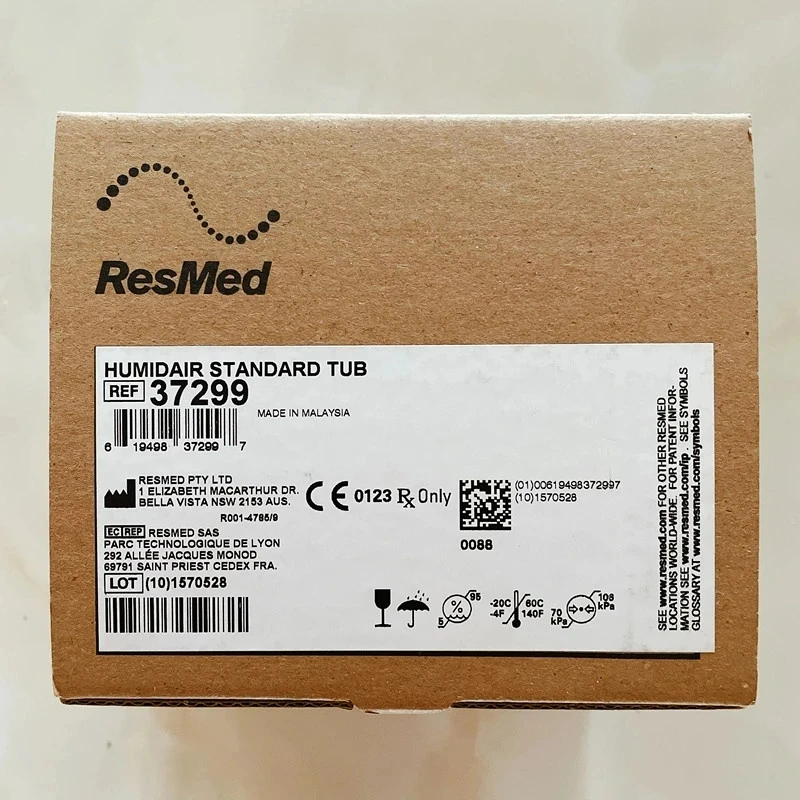 ResMed
HUMIDAIR STANDARD TUB
REF 37299
MADE IN MALAYSIA
6 19498 37299 7
RESMED PTY LTD
1 ELIZABETH MACARTHUR DR.
BELLA VISTA NSW 2153 AUS.
R001-4785/9
CE 0123 Rx Only
(01)00619498372997
(10)1570528
0088
EC REP RESMED SAS
PARC TECHNOLOGIQUE DE LYON
292 ALLÉE JACQUES MONOD
69791 SAINT PRIEST CEDEX FRA.
LOT (10)1570528
5 % 95
-20C 60C
-4F 140F
70 kPa
106 kPa
SEE www.resmed.com FOR OTHER RESMED
LOCATIONS WORLD-WIDE. FOR PATENT INFOR-
MATION SEE www.resmed.com/ip. SEE SYMBOLS
GLOSSARY AT www.resmed.com/symbols